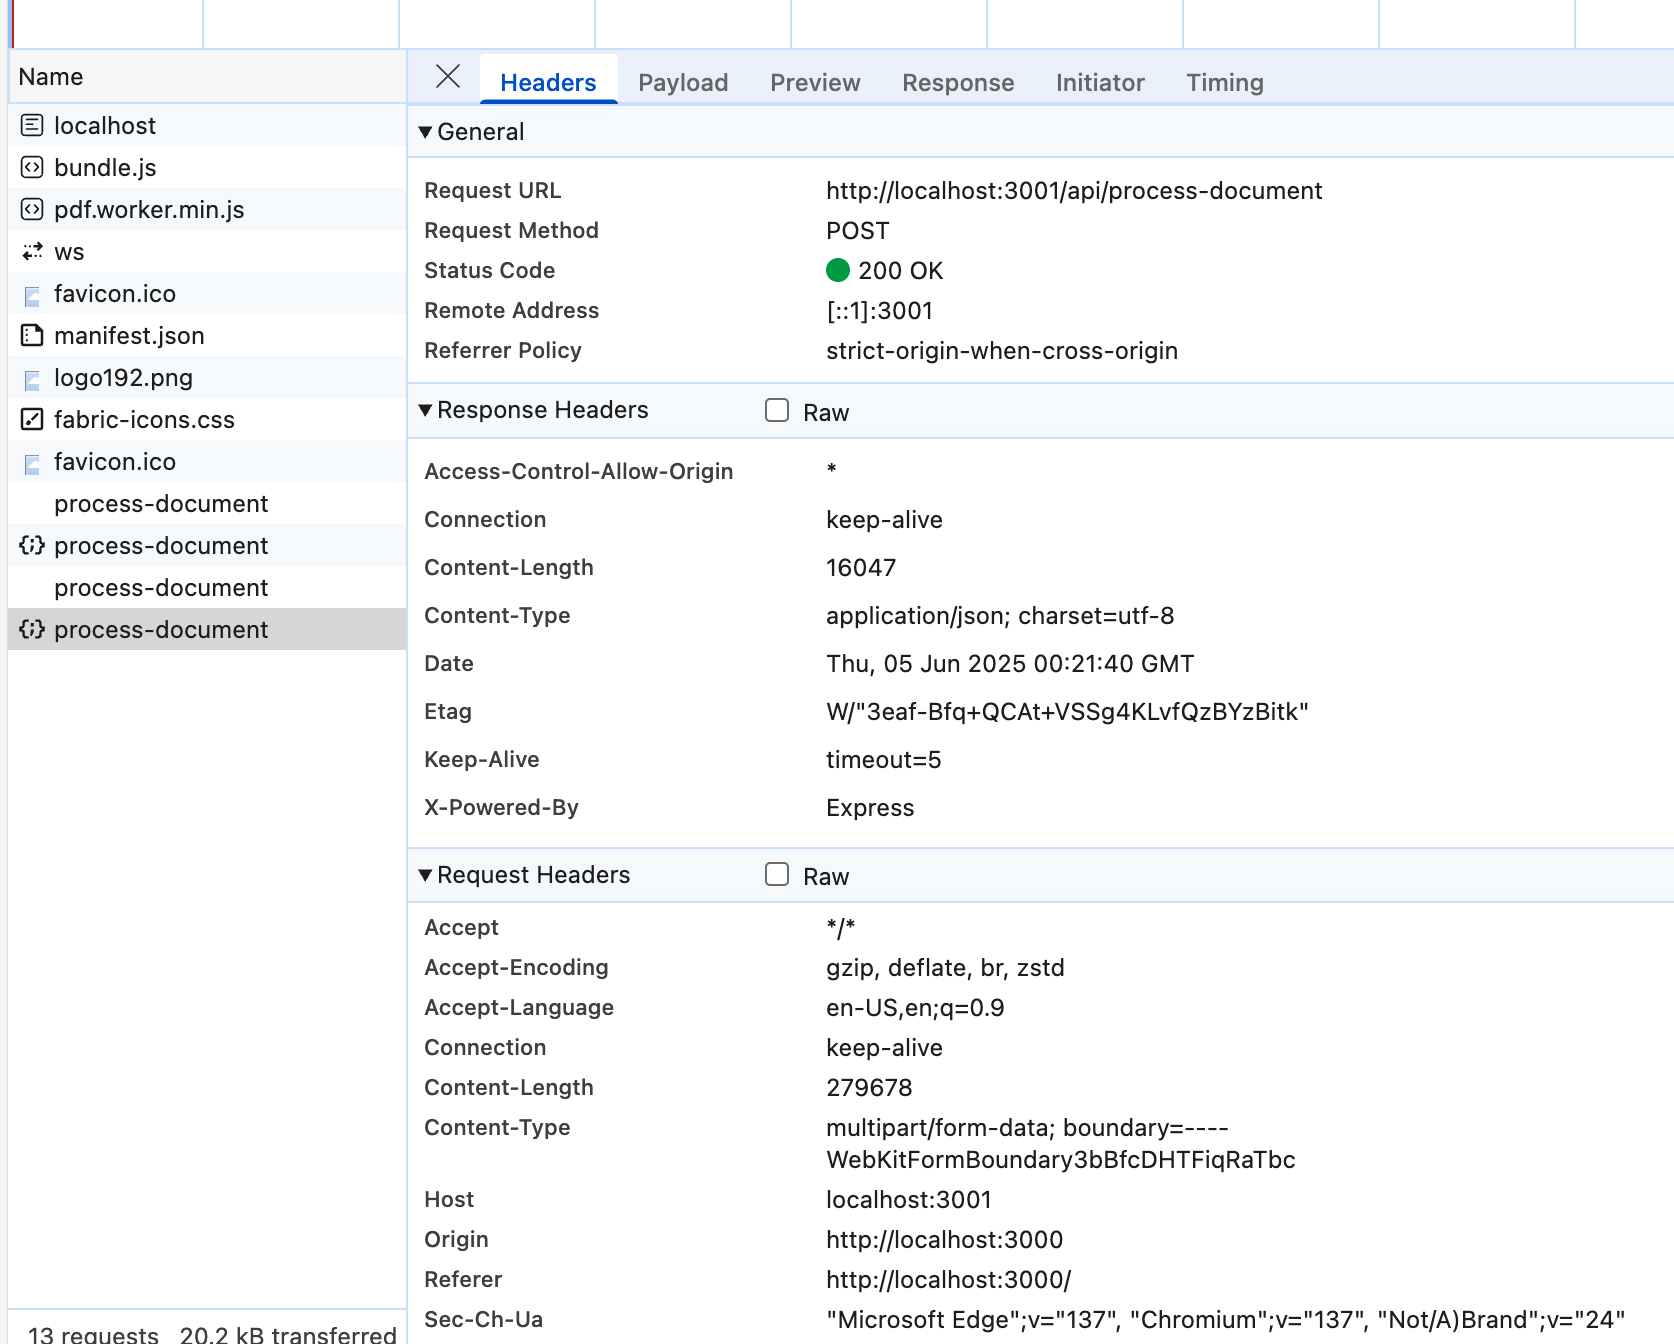 Name
localhost
bundle.js
pdf.worker.min.js
ws
favicon.ico
manifest.json
logo192.png
fabric-icons.css
favicon.ico
process-document
process-document
process-document
process-document
13 requests 20.2 kB transferred
Headers Payload Preview Response Initiator Timing
General
Request URL http://localhost:3001/api/process-document
Request Method POST
Status Code 200 OK
Remote Address [::1]:3001
Referrer Policy strict-origin-when-cross-origin
Response Headers Raw
Access-Control-Allow-Origin *
Connection keep-alive
Content-Length 16047
Content-Type application/json; charset=utf-8
Date Thu, 05 Jun 2025 00:21:40 GMT
Etag W/"3eaf-Bfq+QCAt+VSSg4KLvfQzBYzBitk"
Keep-Alive timeout=5
X-Powered-By Express
Request Headers Raw
Accept */*
Accept-Encoding gzip, deflate, br, zstd
Accept-Language en-US,en;q=0.9
Connection keep-alive
Content-Length 279678
Content-Type multipart/form-data; boundary=----
WebKitFormBoundary3bBfcDHTFiqRaTbc
Host localhost:3001
Origin http://localhost:3000
Referer http://localhost:3000/
Sec-Ch-Ua "Microsoft Edge";v="137", "Chromium";v="137", "Not/A)Brand";v="24"